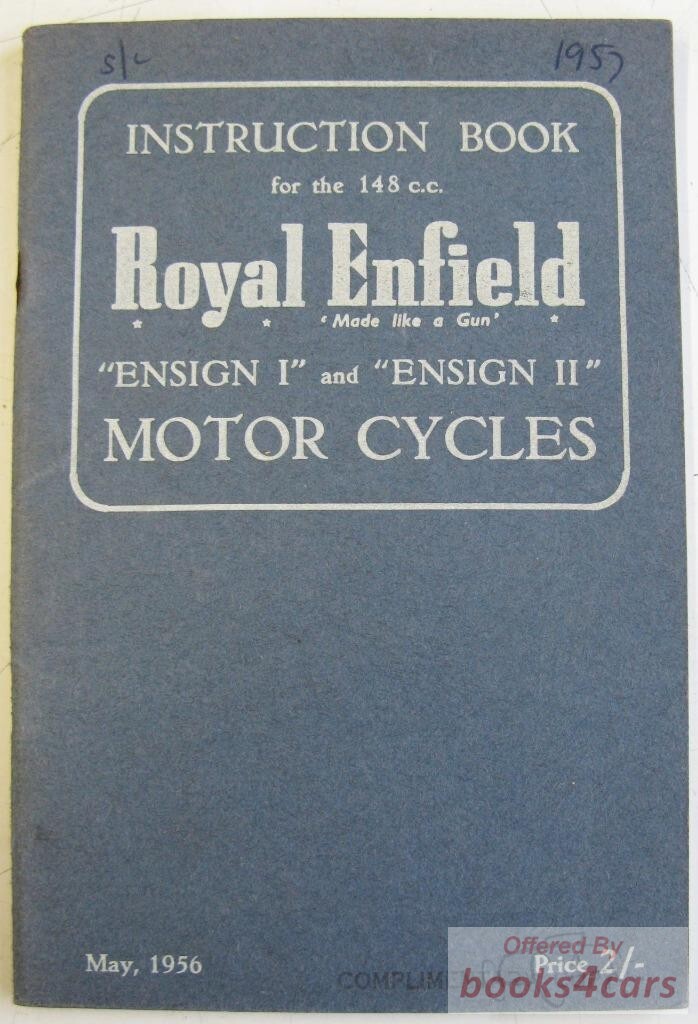 s/c 1957
INSTRUCTION BOOK
for the 148 c.c.
Royal Enfield
‘Made like a Gun’
"ENSIGN I" and "ENSIGN II"
MOTOR CYCLES
May, 1956
Price 2/-
COMPLIME
Offered By
books4cars